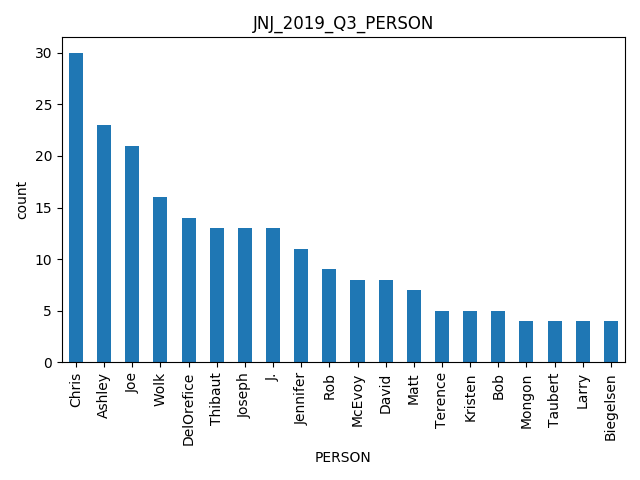 JNJ_2019_Q3_PERSON
count
30
25
20
15
10
5
0
Chris
Ashley
Joe
Wolk
DelOrefice
Thibaut
Joseph
J.
Jennifer
Rob
McEvoy
David
Matt
Terence
Kristen
Bob
Mongon
Taubert
Larry
Biegelsen
PERSON